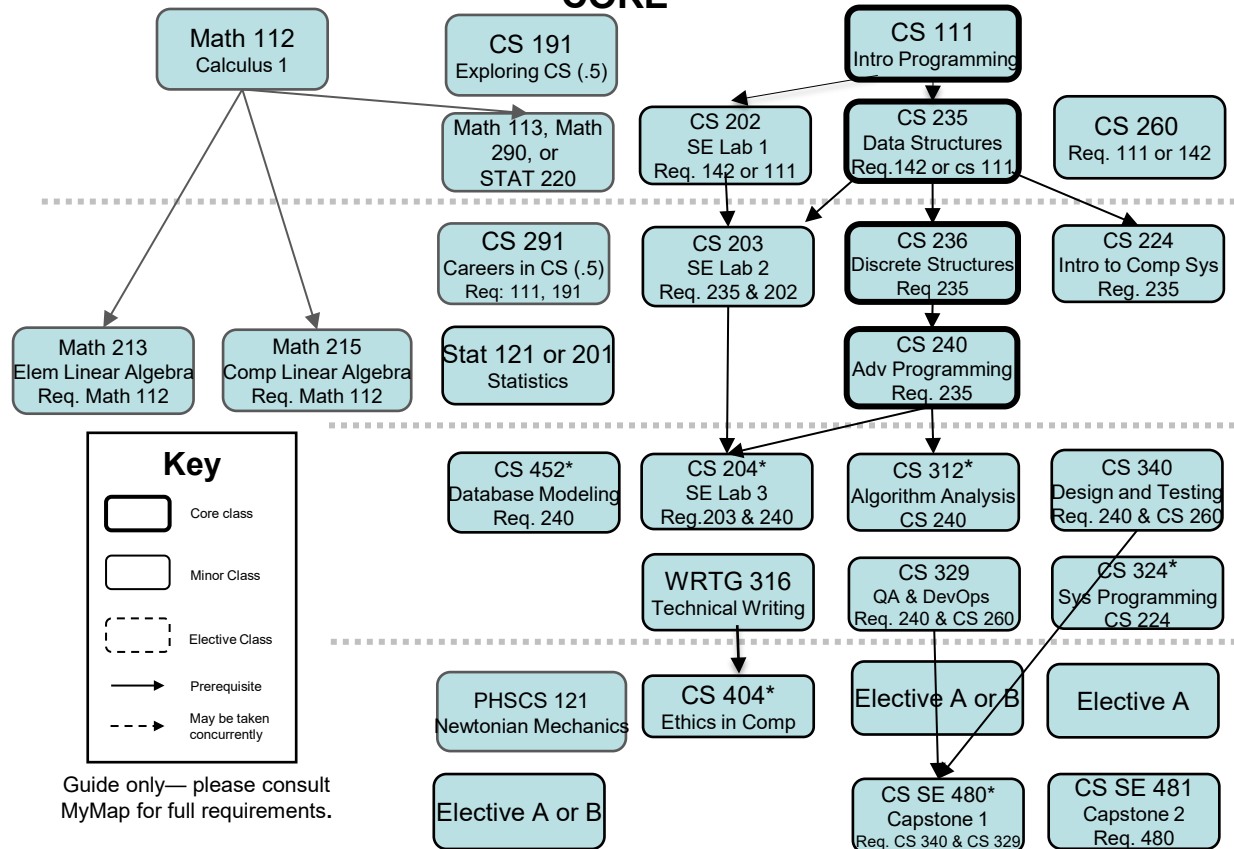 CORE
Math 112
Calculus 1
CS 191
Exploring CS (.5)
CS 111
Intro Programming
Math 113, Math
290, or
STAT 220
CS 202
SE Lab 1
Req. 142 or 111
CS 235
Data Structures
Req.142 or cs 111
CS 260
Req. 111 or 142
CS 291
Careers in CS (.5)
Req: 111, 191
CS 203
SE Lab 2
Req. 235 & 202
CS 236
Discrete Structures
Req 235
CS 224
Intro to Comp Sys
Reg. 235
Math 213
Elem Linear Algebra
Req. Math 112
Math 215
Comp Linear Algebra
Req. Math 112
Stat 121 or 201
Statistics
CS 240
Adv Programming
Req. 235
CS 452*
Database Modeling
Req. 240
CS 204*
SE Lab 3
Reg.203 & 240
CS 312*
Algorithm Analysis
CS 240
CS 340
Design and Testing
Req. 240 & CS 260
WRTG 316
Technical Writing
CS 329
QA & DevOps
Req. 240 & CS 260
CS 324*
Sys Programming
CS 224
PHSCS 121
Newtonian Mechanics
CS 404*
Ethics in Comp
Elective A or B
Elective A
Elective A or B
CS SE 480*
Capstone 1
Req. CS 340 & CS 329
CS SE 481
Capstone 2
Req. 480
Key
Core class
Minor Class
Elective Class
Prerequisite
May be taken
concurrently
Guide only— please consult
MyMap for full requirements.